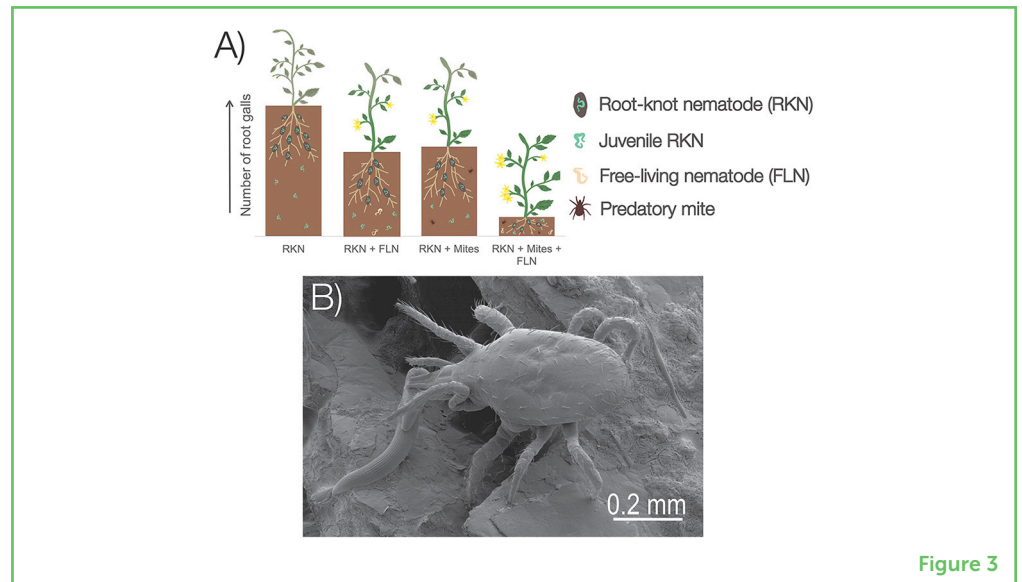 A)
Number of root galls
RKN
RKN + FLN
RKN + Mites
RKN + Mites +
FLN
Root-knot nematode (RKN)
Juvenile RKN
Free-living nematode (FLN)
Predatory mite
B)
0.2 mm
Figure 3